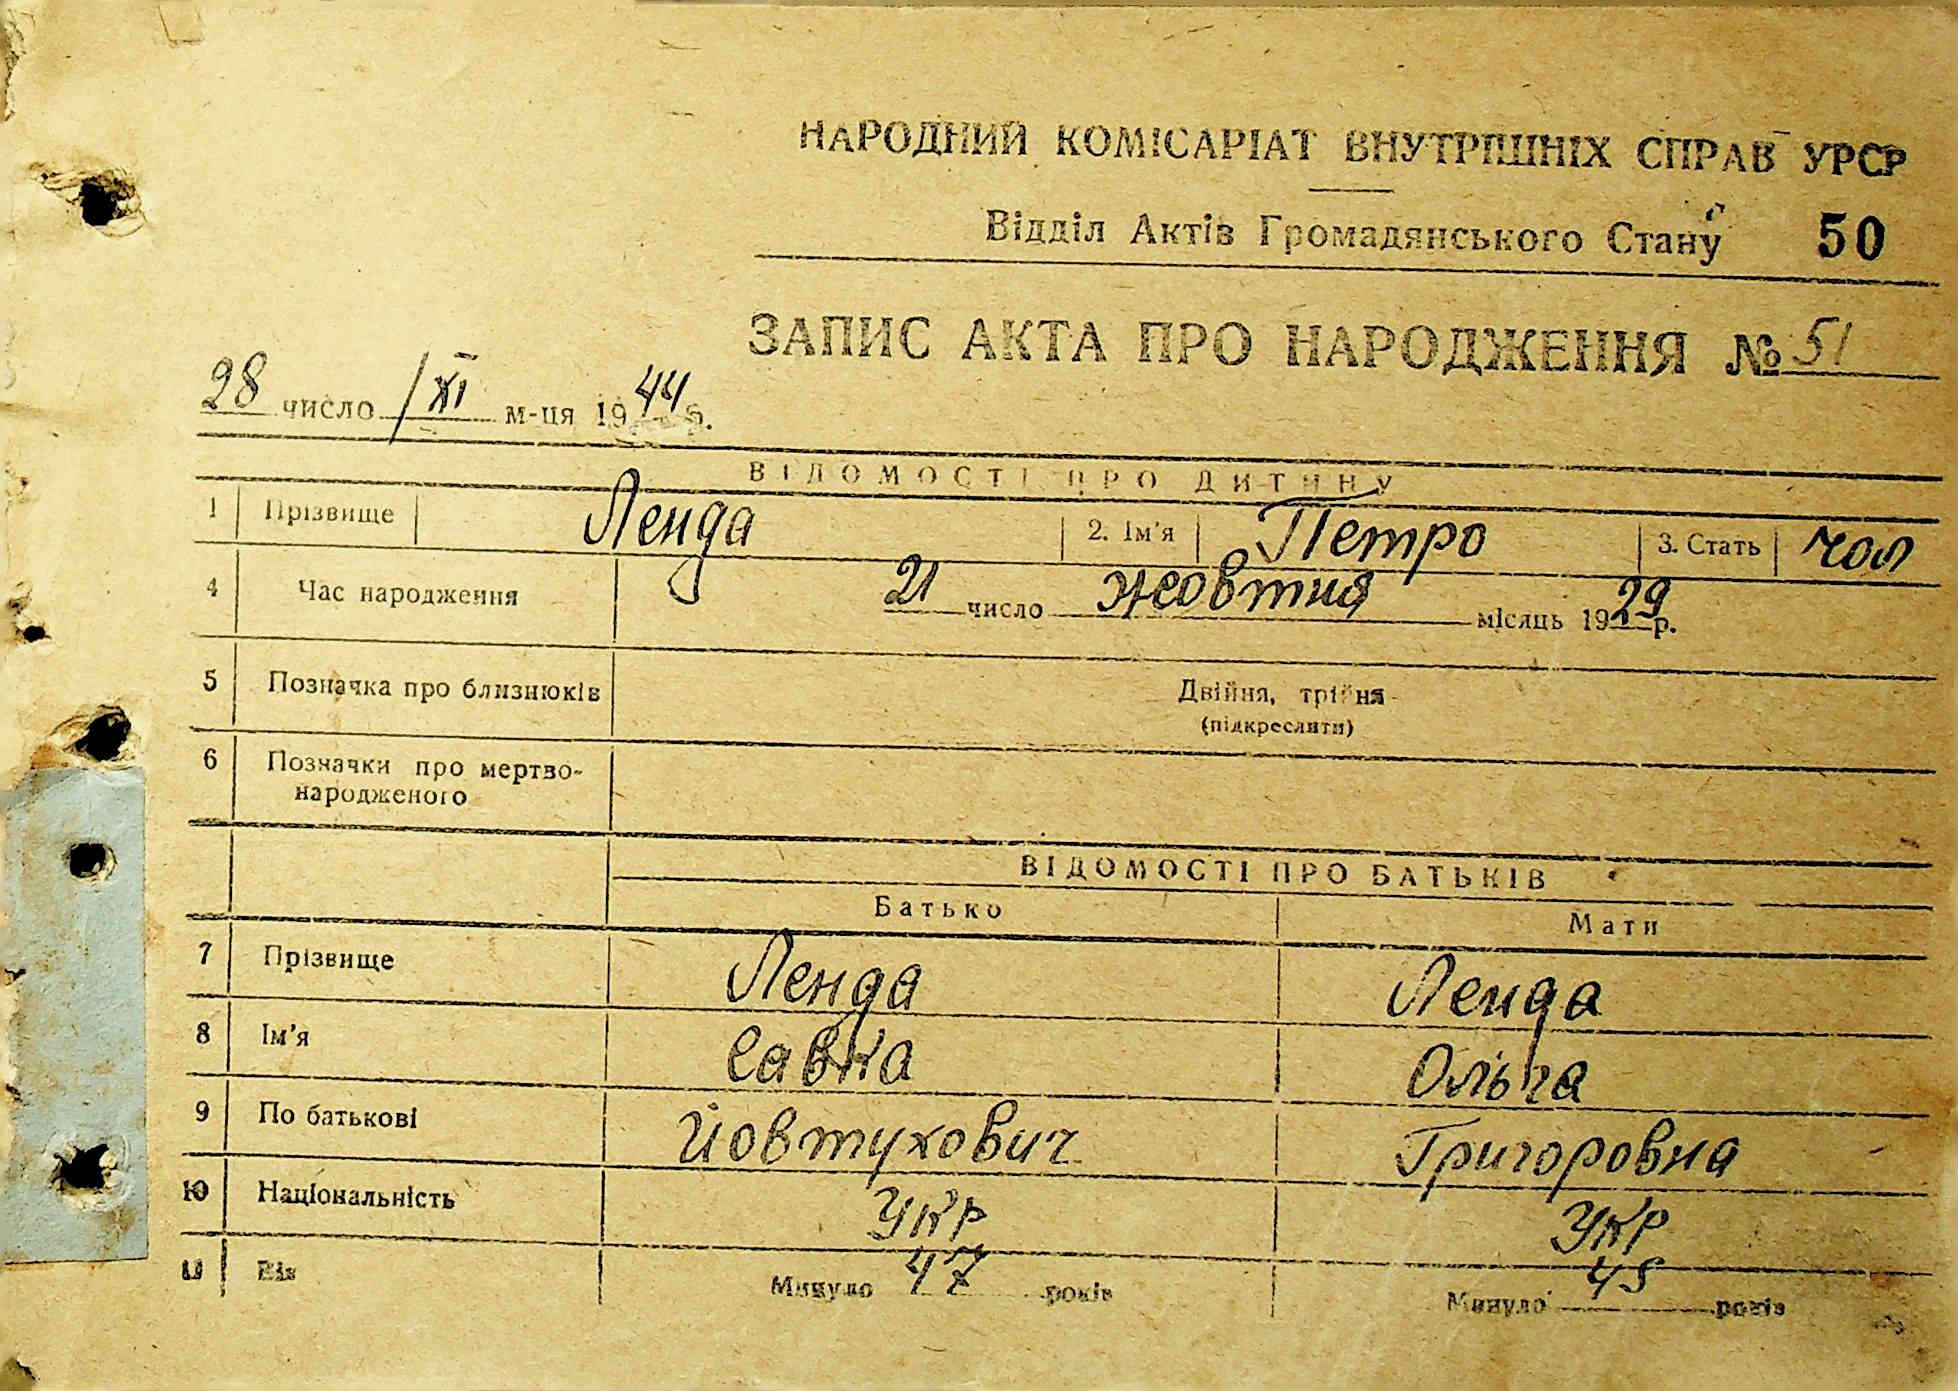 НАРОДНИЙ КОМІСАРІАТ ВНУТРІШНІХ СПРАВ УРСР
Відділ Актів Громадянського Стану 50
ЗАПИС АКТА ПРО НАРОДЖЕННЯ № 51
28 число / XI м-ця 1944 р.
ВІДОМОСТІ ПРО ДИТИНУ
1 Прізвище Ленда 2. Ім'я Петро 3. Стать чол
4 Час народження 21 число жовтня місяць 1929 р.
5 Позначка про близнюків Двійня, трійня
(підкреслити)
6 Позначки про мертво-
народженого
ВІДОМОСТІ ПРО БАТЬКІВ
Батько Мати
7 Прізвище Ленда Ленда
8 Ім'я Савка Ольга
9 По батькові Йовтухович Григоровна
10 Національність УКР УКР
11 Вік Минуло 47 років Минуло 45 років